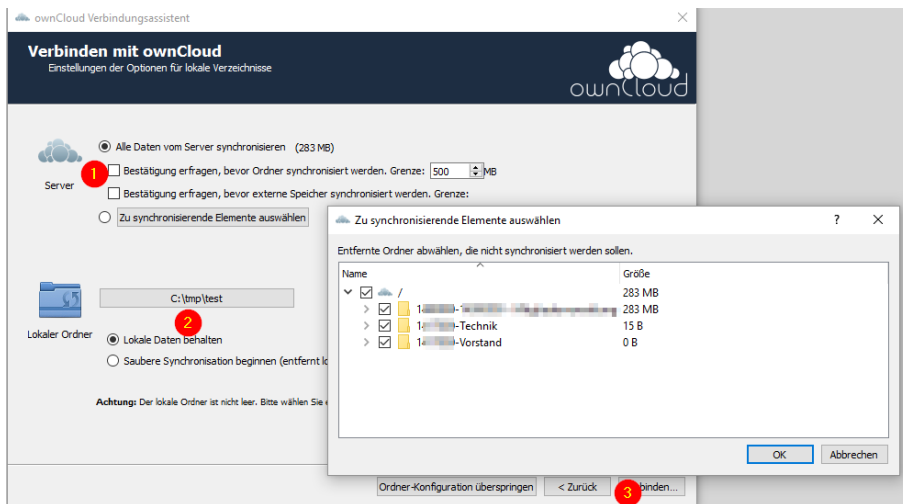 ownCloud Verbindungsassistent
Verbinden mit ownCloud
Einstellungen der Optionen für lokale Verzeichnisse
ownCloud
Alle Daten vom Server synchronisieren (283 MB)
1
Bestätigung erfragen, bevor Ordner synchronisiert werden. Grenze: 500 MB
Server
Bestätigung erfragen, bevor externe Speicher synchronisiert werden. Grenze:
Zu synchronisierende Elemente auswählen
C:\tmp\test
2
Lokaler Ordner
Lokale Daten behalten
Saubere Synchronisation beginnen (entfernt
Achtung: Der lokale Ordner ist nicht leer. Bitte wählen Sie
Zu synchronisierende Elemente auswählen
?
Entfernte Ordner abwählen, die nicht synchronisiert werden sollen.
Name Größe
/ 283 MB
283 MB
-Technik 15 B
-Vorstand 0 B
OK Abbrechen
Ordner-Konfiguration überspringen < Zurück 3 binden...